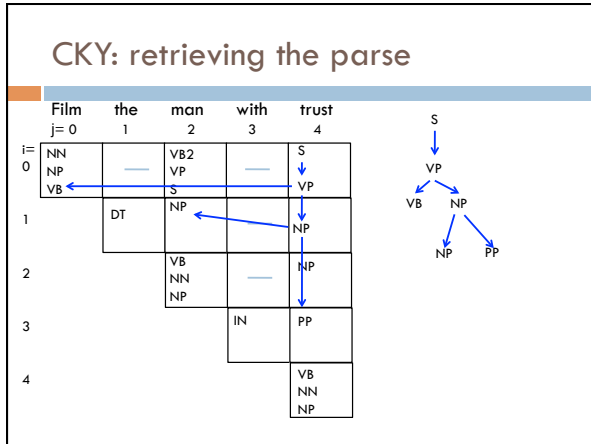 CKY: retrieving the parse
Film the man with trust
j= 0 1 2 3 4
i=
0
NN
NP
VB
VB2
VP
S
S
VP
1
DT
NP
NP
2
VB
NN
NP
NP
3
IN
PP
4
VB
NN
NP
S
VP
VB NP
NP PP